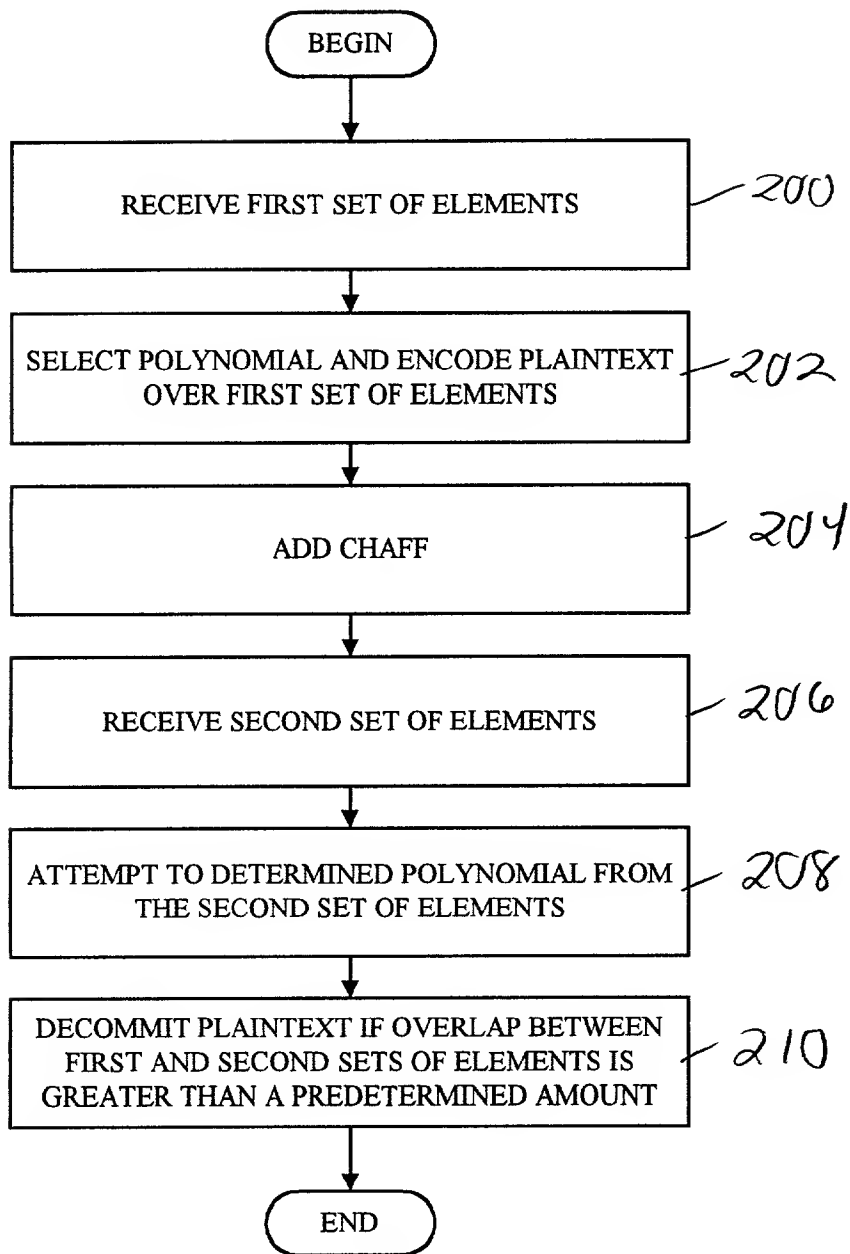 BEGIN
RECEIVE FIRST SET OF ELEMENTS
200
SELECT POLYNOMIAL AND ENCODE PLAINTEXT
OVER FIRST SET OF ELEMENTS
202
ADD CHAFF
204
RECEIVE SECOND SET OF ELEMENTS
206
ATTEMPT TO DETERMINED POLYNOMIAL FROM
THE SECOND SET OF ELEMENTS
208
DECOMMIT PLAINTEXT IF OVERLAP BETWEEN
FIRST AND SECOND SETS OF ELEMENTS IS
GREATER THAN A PREDETERMINED AMOUNT
210
END